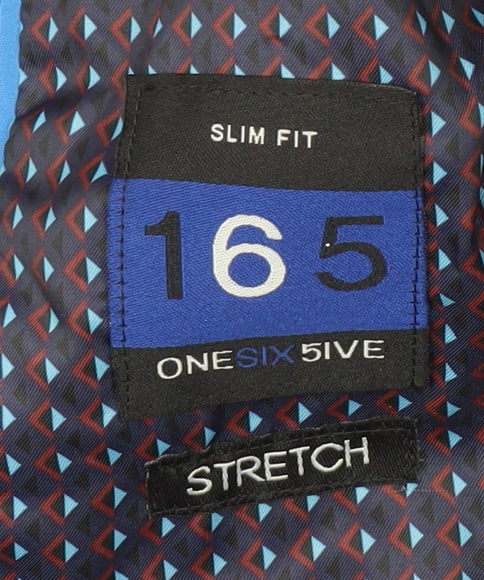 SLIM FIT
165
ONESIX5IVE
STRETCH